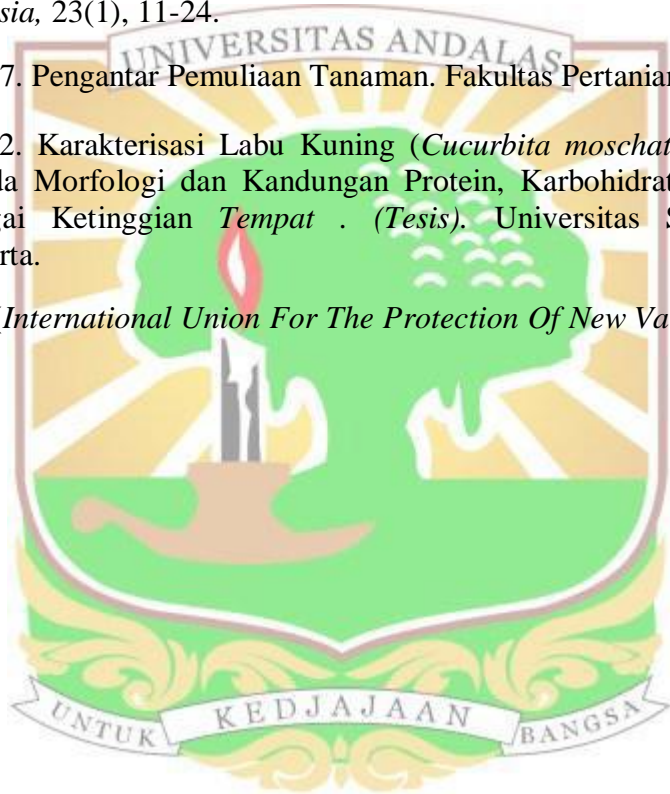 sia, 23(1), 11-24.
UNIVERSITAS ANDALAS
7. Pengantar Pemuliaan Tanaman. Fakultas Pertanian
2. Karakterisasi Labu Kuning (Cucurbita moschat
la Morfologi dan Kandungan Protein, Karbohidrat
gai Ketinggian Tempat . (Tesis). Universitas S
rta.
(International Union For The Protection Of New Va
UNTUK KEDJAJAAN BANGSA